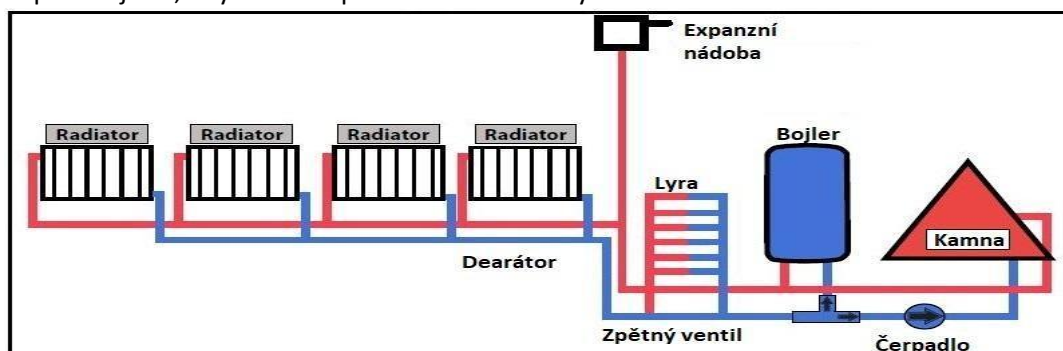 Expanzní
nádoba
Radiator Radiator Radiator Radiator
Bojler
Lyra
Kamna
Dearátor
Zpětný ventil
Čerpadlo